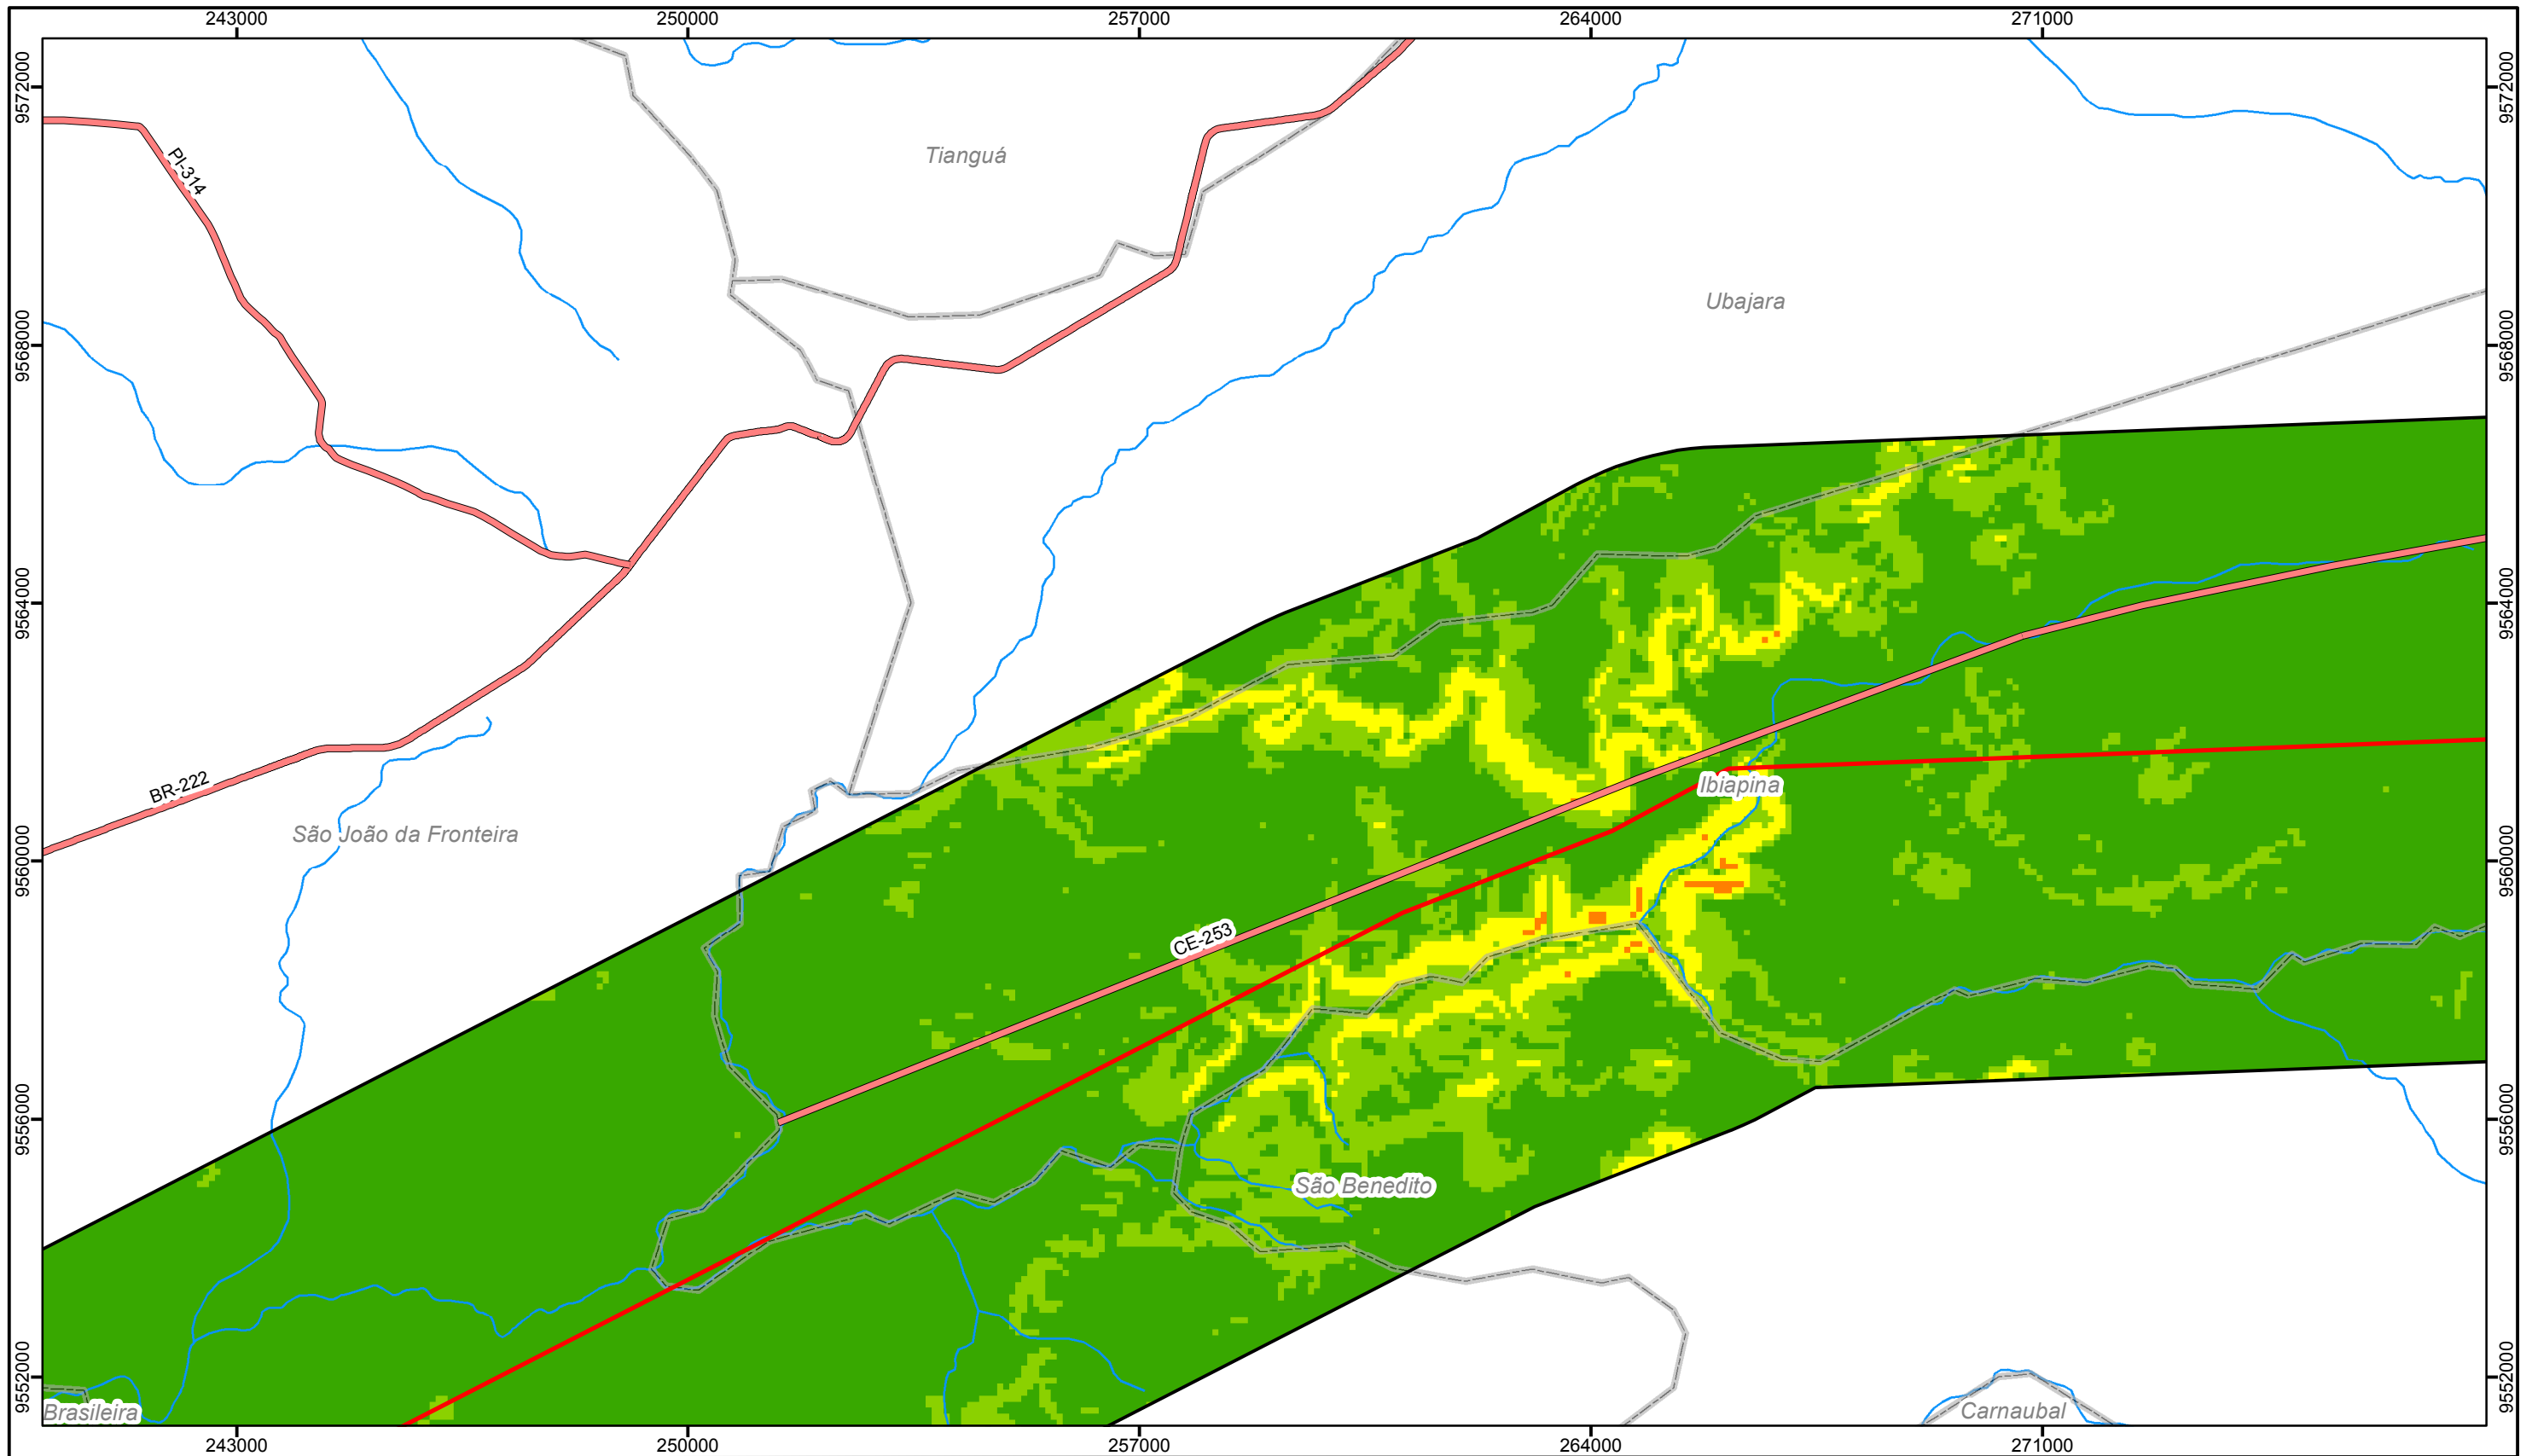 243000 250000 257000 264000 271000
9572000 9572000
PI-314
Tianguá
Ubajara
9568000 9568000
9564000 9564000
BR-222
Ibiapina
São João da Fronteira
9560000 9560000
CE-253
9556000 9556000
São Benedito
9552000 9552000
Brasileira
Carnaubal
243000 250000 257000 264000 271000